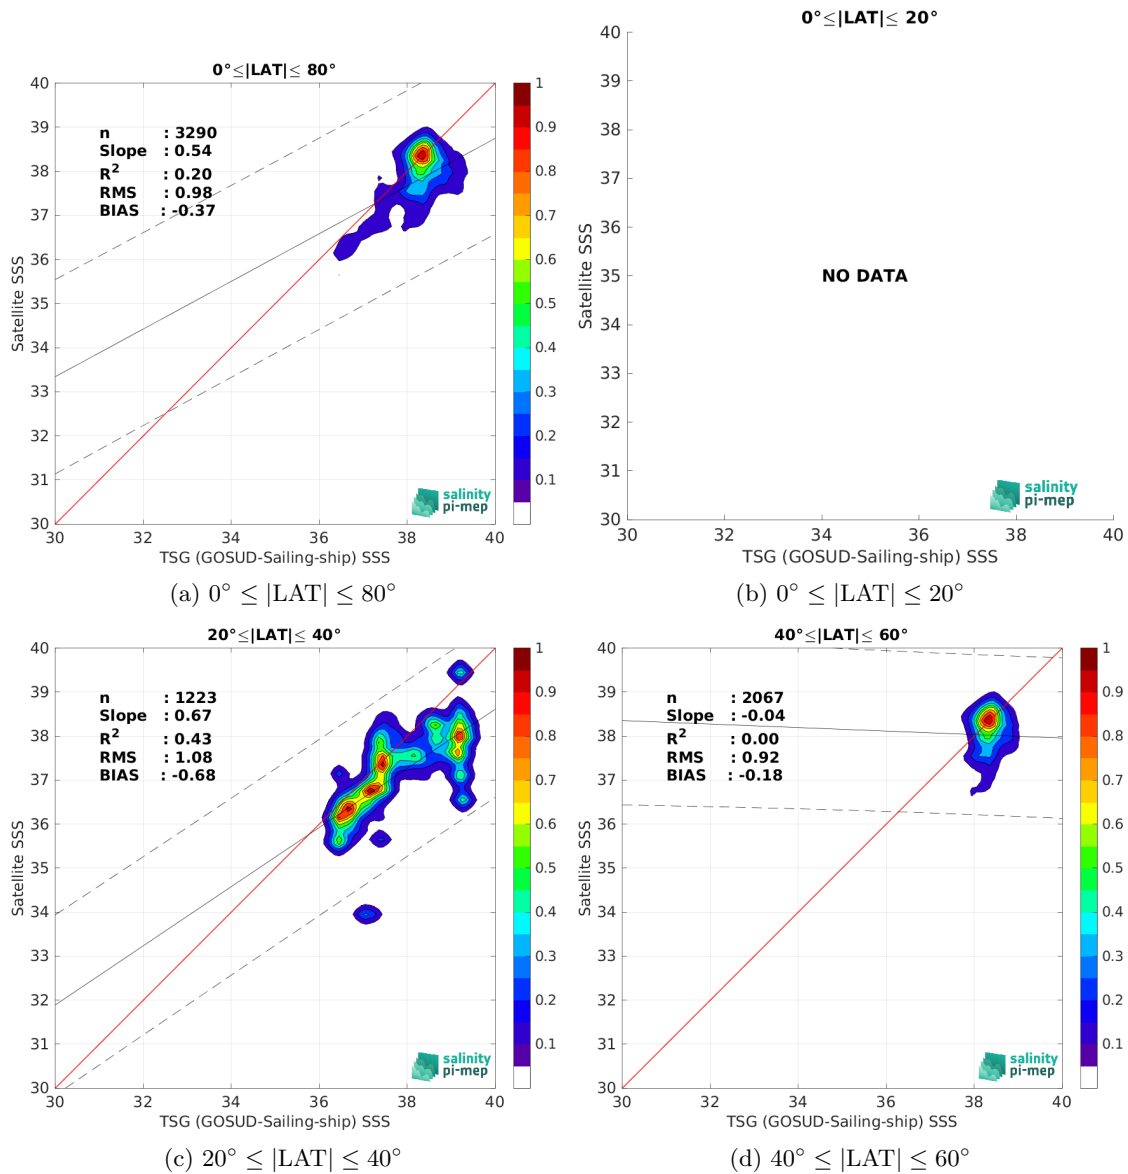 0°≤|LAT|≤ 80°
40
39
38
37
36
35
34
33
32
31
30
Satellite SSS
n : 3290
Slope : 0.54
R²  : 0.20
RMS : 0.98
BIAS : -0.37
salinity
pi-mep
30 32 34 36 38 40
TSG (GOSUD-Sailing-ship) SSS
1
0.9
0.8
0.7
0.6
0.5
0.4
0.3
0.2
0.1
(a) 0° ≤ |LAT| ≤ 80°
0°≤|LAT|≤ 20°
40
39
38
37
36
35
34
33
32
31
30
Satellite SSS
NO DATA
salinity
pi-mep
30 32 34 36 38 40
TSG (GOSUD-Sailing-ship) SSS
(b) 0° ≤ |LAT| ≤ 20°
20°≤|LAT|≤ 40°
40
39
38
37
36
35
34
33
32
31
30
Satellite SSS
n : 1223
Slope : 0.67
R² : 0.43
RMS : 1.08
BIAS : -0.68
salinity
pi-mep
30 32 34 36 38 40
TSG (GOSUD-Sailing-ship) SSS
1
0.9
0.8
0.7
0.6
0.5
0.4
0.3
0.2
0.1
(c) 20° ≤ |LAT| ≤ 40°
40°≤|LAT|≤ 60°
40
39
38
37
36
35
34
33
32
31
30
Satellite SSS
n : 2067
Slope : -0.04
R² : 0.00
RMS : 0.92
BIAS : -0.18
salinity
pi-mep
30 32 34 36 38 40
TSG (GOSUD-Sailing-ship) SSS
1
0.9
0.8
0.7
0.6
0.5
0.4
0.3
0.2
0.1
(d) 40° ≤ |LAT| ≤ 60°